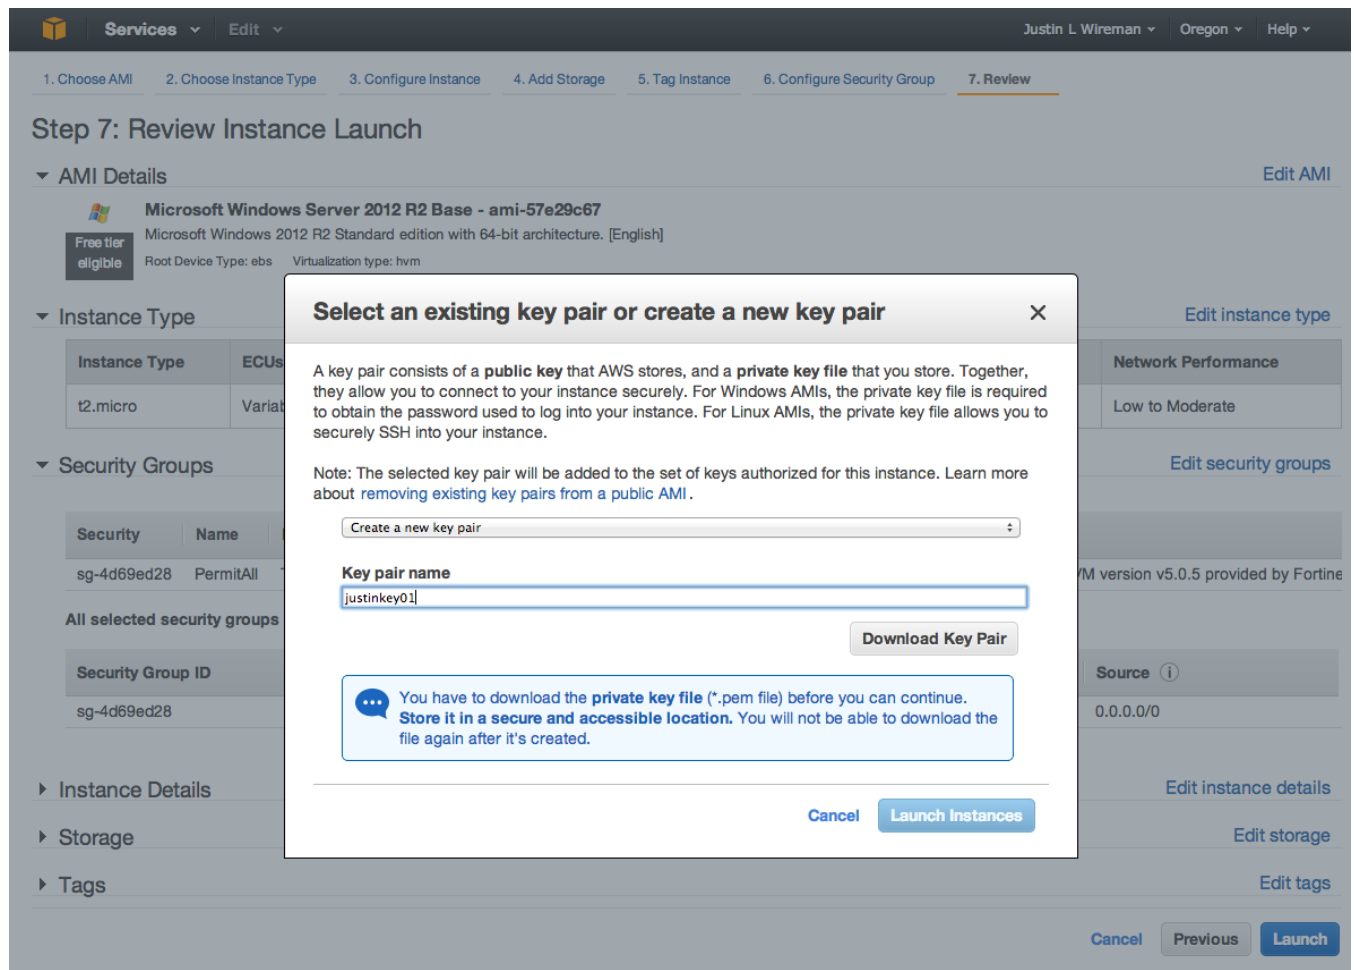 Services Edit Justin L Wireman Oregon Help
1. Choose AMI 2. Choose Instance Type 3. Configure Instance 4. Add Storage 5. Tag Instance 6. Configure Security Group 7. Review
Step 7: Review Instance Launch
AMI Details Edit AMI
Microsoft Windows Server 2012 R2 Base - ami-57e29c67
Free tier eligible
Microsoft Windows 2012 R2 Standard edition with 64-bit architecture. [English]
Root Device Type: ebs Virtualization type: hvm
Instance Type Edit instance type
Instance Type ECUs Network Performance
t2.micro Variab Low to Moderate
Security Groups Edit security groups
Security Name
sg-4d69ed28 PermitAll /M version v5.0.5 provided by Fortine
All selected security groups
Security Group ID Source i
sg-4d69ed28 0.0.0.0/0
Instance Details Edit instance details
Storage Edit storage
Tags Edit tags
Cancel Previous Launch
Select an existing key pair or create a new key pair
A key pair consists of a public key that AWS stores, and a private key file that you store. Together,
they allow you to connect to your instance securely. For Windows AMIs, the private key file is required
to obtain the password used to log into your instance. For Linux AMIs, the private key file allows you to
securely SSH into your instance.
Note: The selected key pair will be added to the set of keys authorized for this instance. Learn more
about removing existing key pairs from a public AMI.
Create a new key pair
Key pair name
justinkey01
Download Key Pair
You have to download the private key file (*.pem file) before you can continue.
Store it in a secure and accessible location. You will not be able to download the
file again after it's created.
Cancel Launch Instances